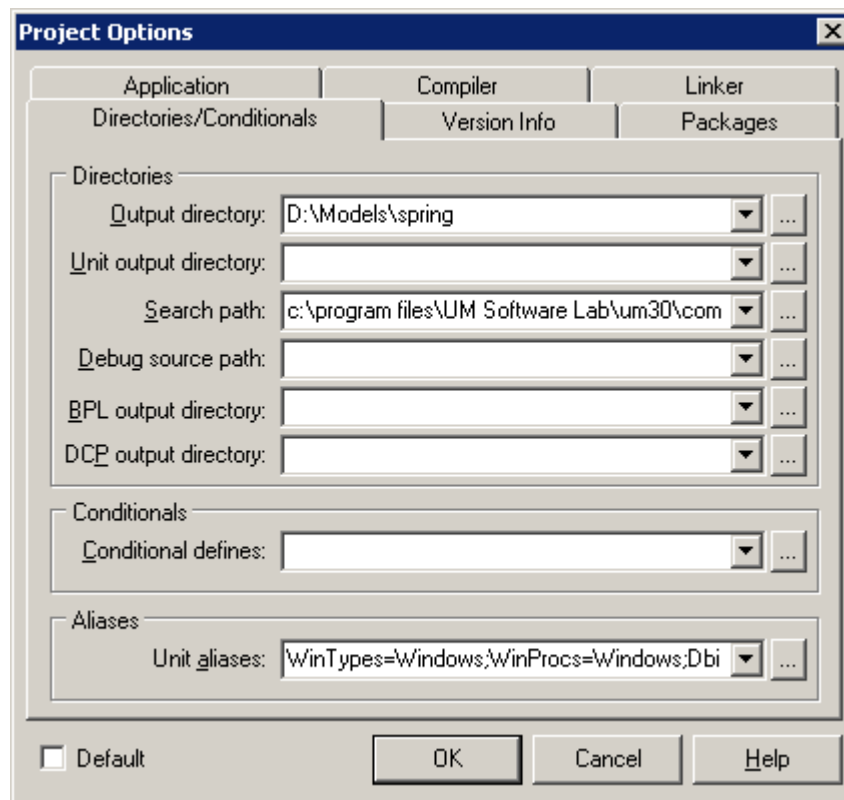 Project Options
Application Compiler Linker
Directories/Conditionals Version Info Packages
Directories
Output directory: D:\Models\spring ...
Unit output directory: ...
Search path: c:\program files\UM Software Lab\um30\com ...
Debug source path: ...
BPL output directory: ...
DCP output directory: ...
Conditionals
Conditional defines: ...
Aliases
Unit aliases: WinTypes=Windows;WinProcs=Windows;Dbi ...
Default OK Cancel Help